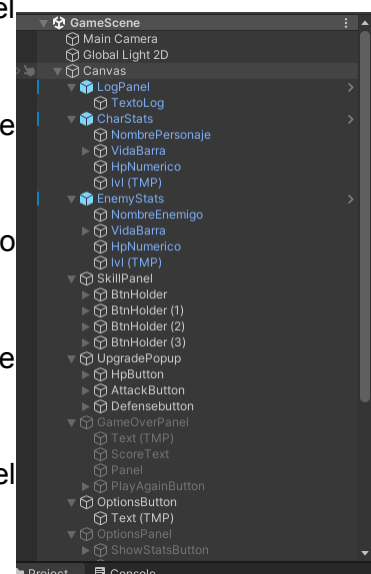 el
GameScene
Main Camera
Global Light 2D
Canvas
LogPanel
TextoLog
e
CharStats
NombrePersonaje
VidaBarra
HpNumerico
lvl (TMP)
EnemyStats
NombreEnemigo
VidaBarra
o
HpNumerico
lvl (TMP)
SkillPanel
BtnHolder
BtnHolder (1)
BtnHolder (2)
BtnHolder (3)
e
UpgradePopup
HpButton
AttackButton
Defensebutton
GameOverPanel
Text (TMP)
ScoreText
el
Panel
PlayAgainButton
OptionsButton
Text (TMP)
OptionsPanel
ShowStatsButton
Project
Console